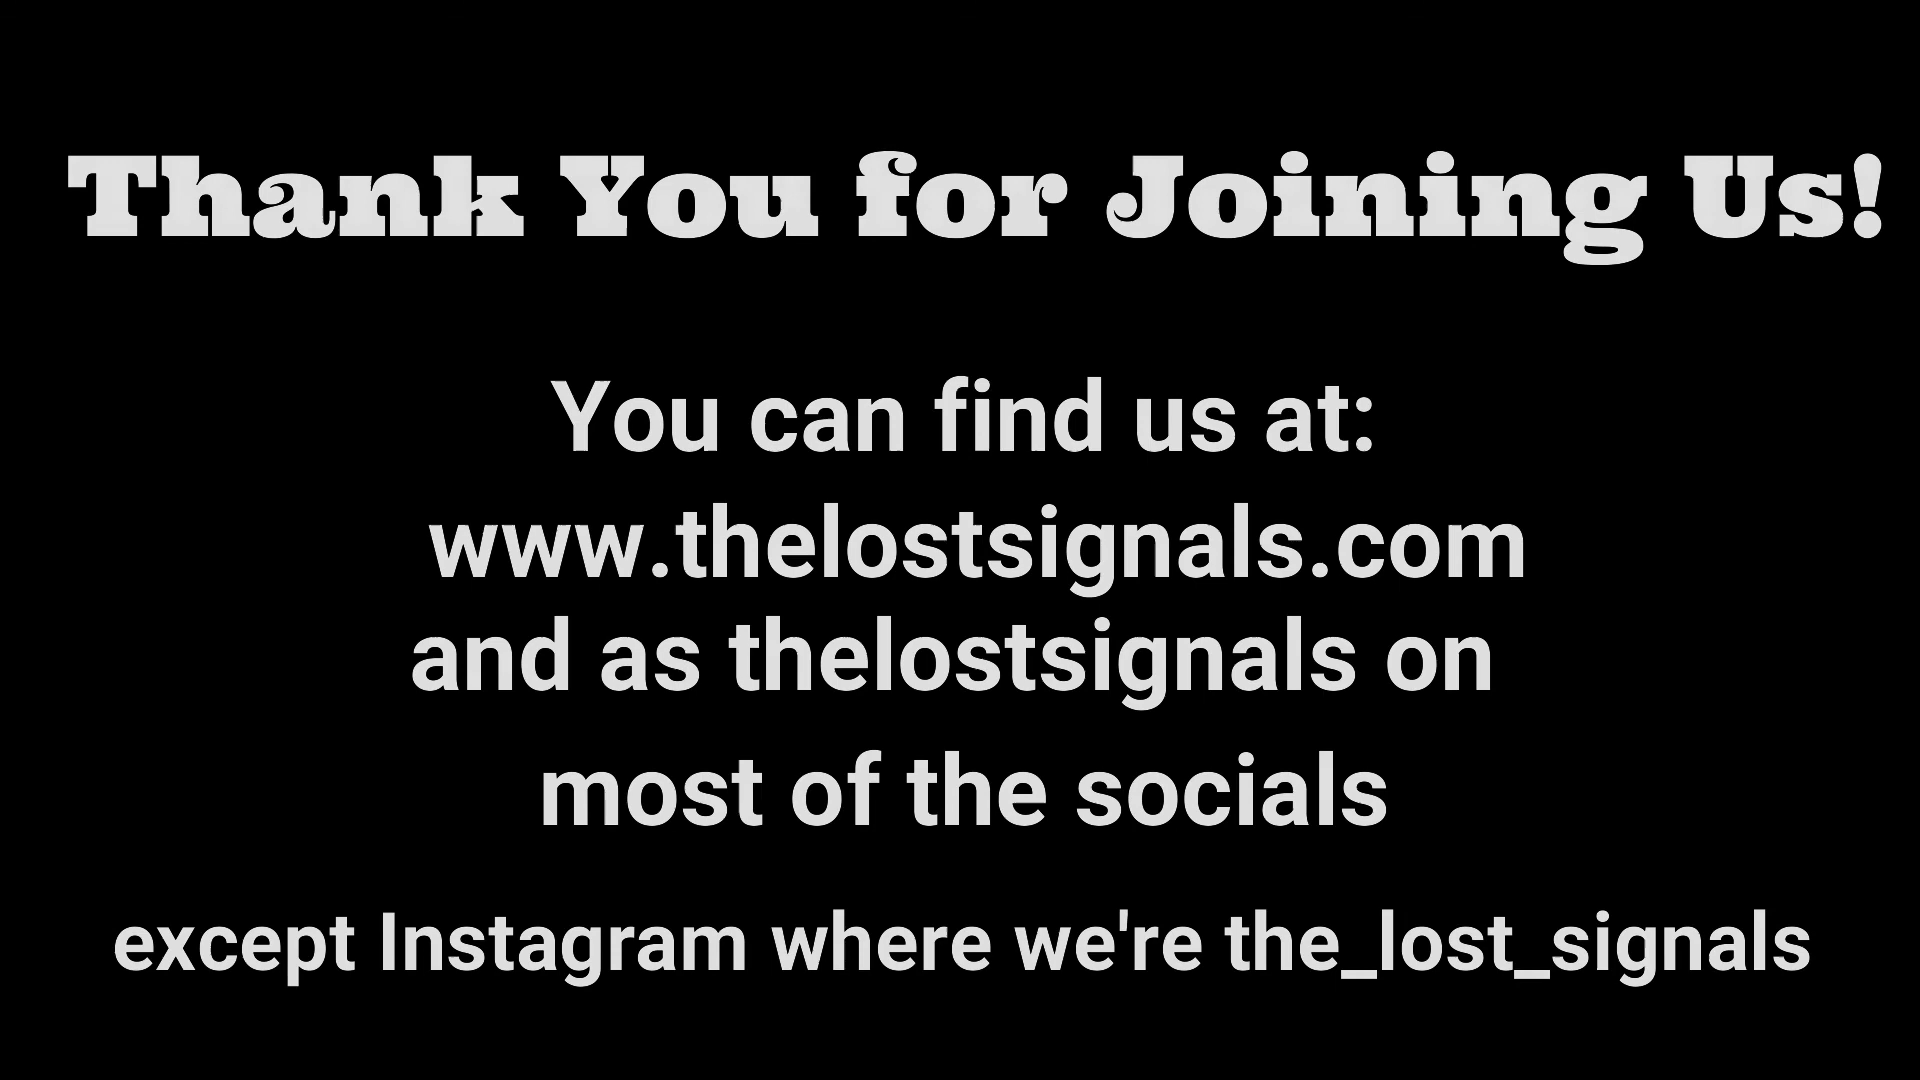 Thank You for Joining Us!
You can find us at:
www.thelostsignals.com
and as thelostsignals on
most of the socials
except Instagram where we're the_lost_signals